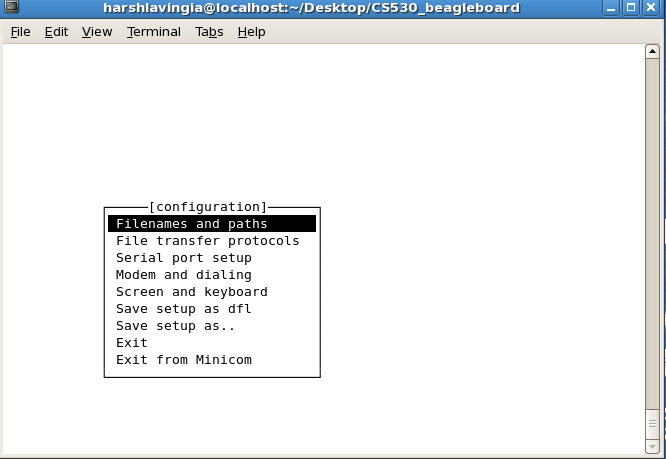 harshlavingia@localhost:~/Desktop/CS530_beagleboard
File Edit View Terminal Tabs Help
[configuration]
Filenames and paths
File transfer protocols
Serial port setup
Modem and dialing
Screen and keyboard
Save setup as dfl
Save setup as..
Exit
Exit from Minicom